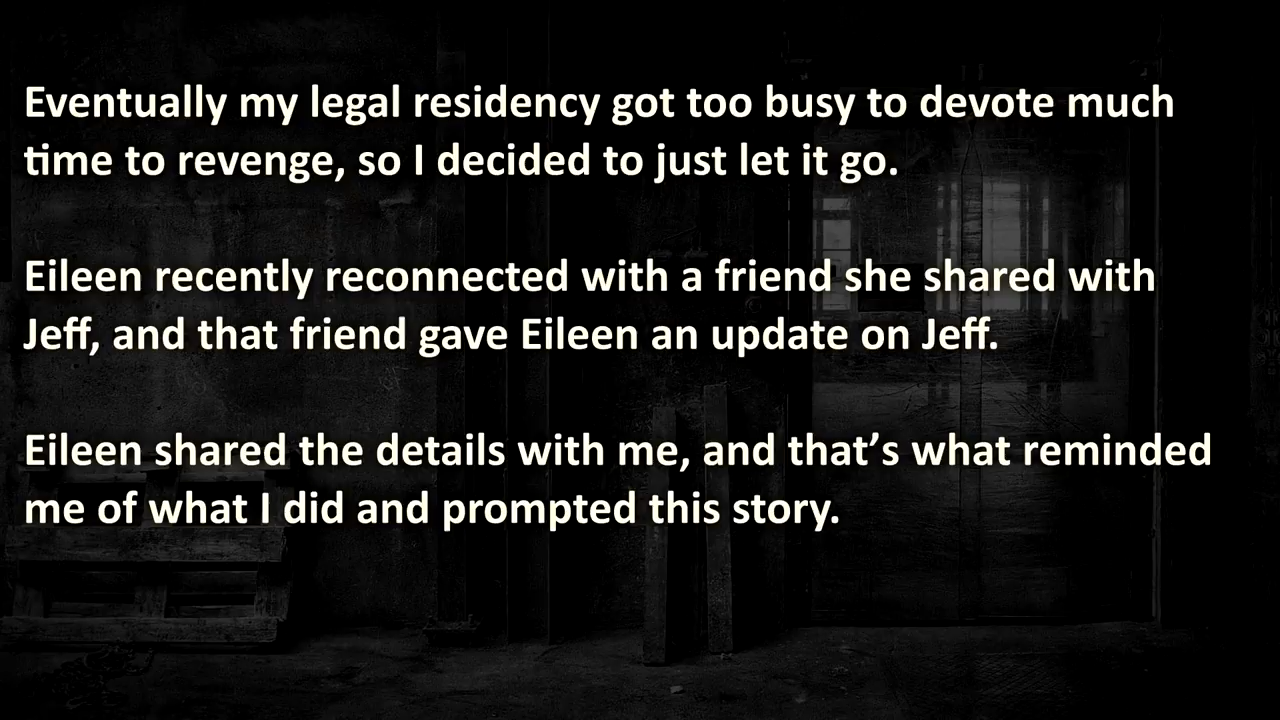 Eventually my legal residency got too busy to devote much
time to revenge, so I decided to just let it go.
Eileen recently reconnected with a friend she shared with
Jeff, and that friend gave Eileen an update on Jeff.
Eileen shared the details with me, and that’s what reminded
me of what I did and prompted this story.